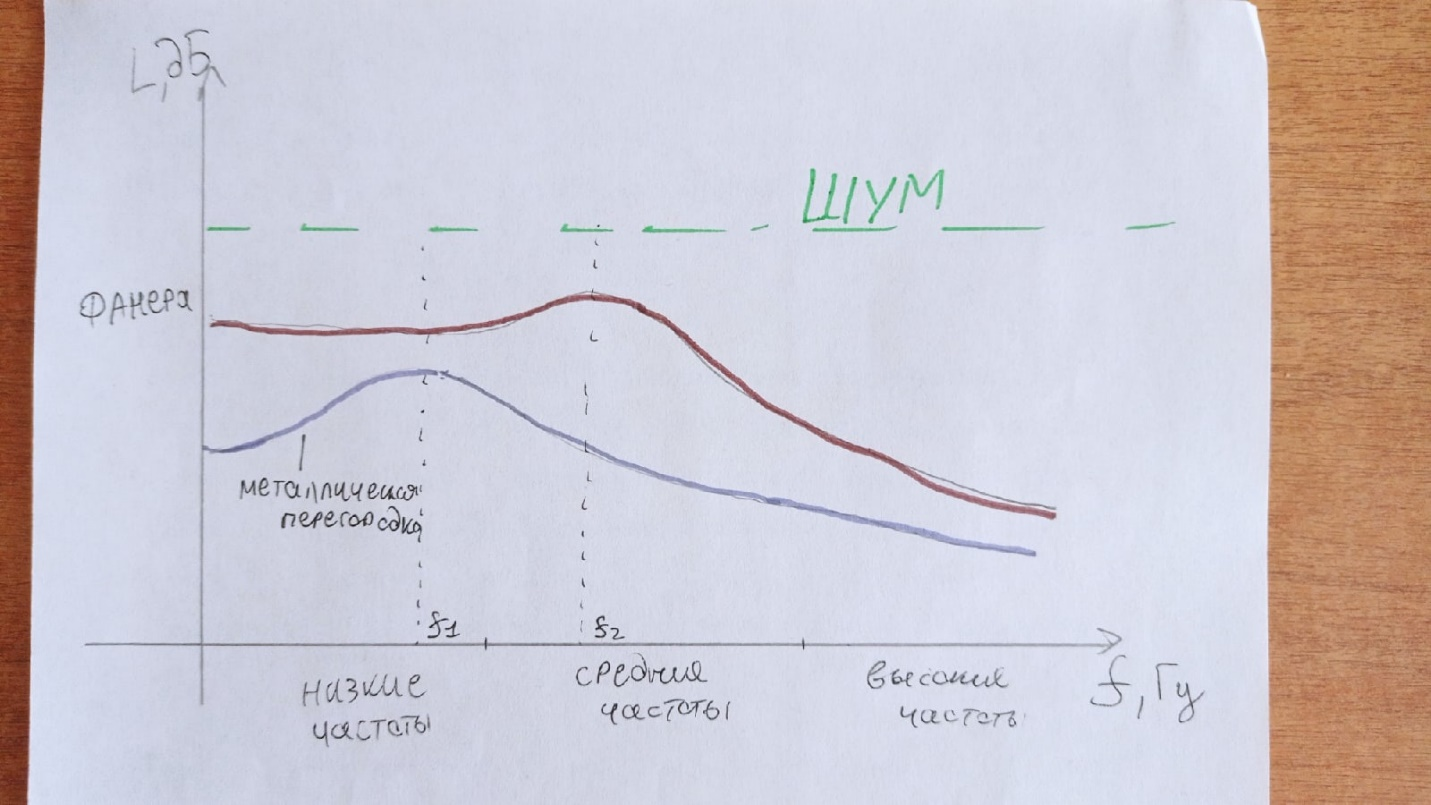 L, дБ
ШУМ
ФАНЕРА
металлическая
перегородка
f1
f2
низкие
частоты
средние
частоты
высокие
частоты
f, Гц